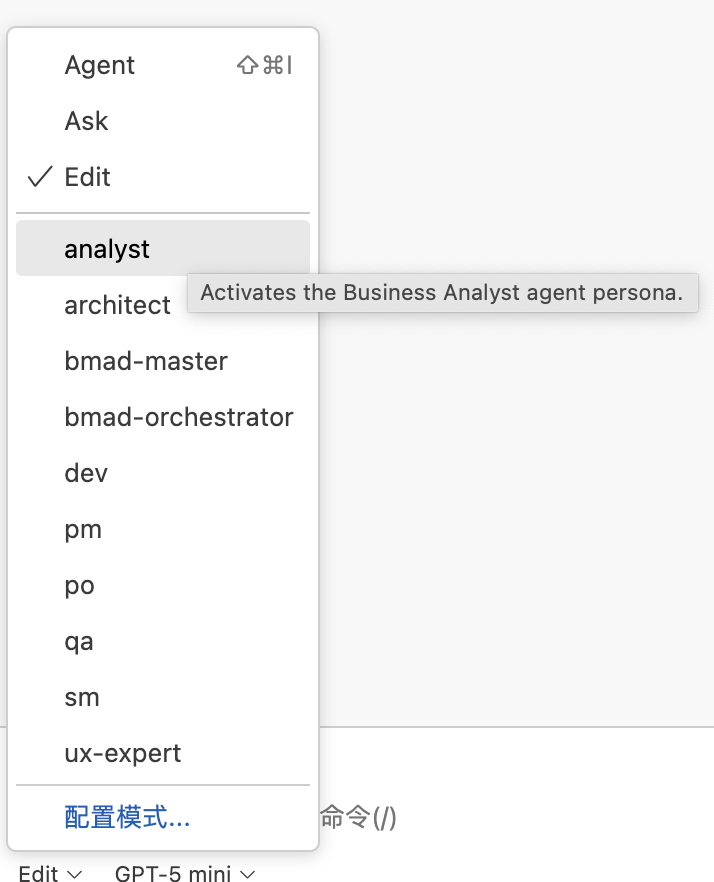 Agent ⇧⌘I
Ask
✓ Edit
analyst
Activates the Business Analyst agent persona.
architect
bmad-master
bmad-orchestrator
dev
pm
po
qa
sm
ux-expert
配置模式...
命令(/)
Edit GPT-5 mini